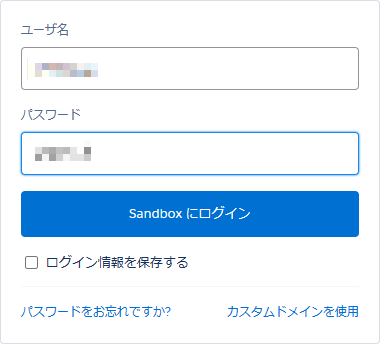 ユーザ名
パスワード
Sandbox にログイン
ログイン情報を保存する
パスワードをお忘れですか?
カスタムドメインを使用